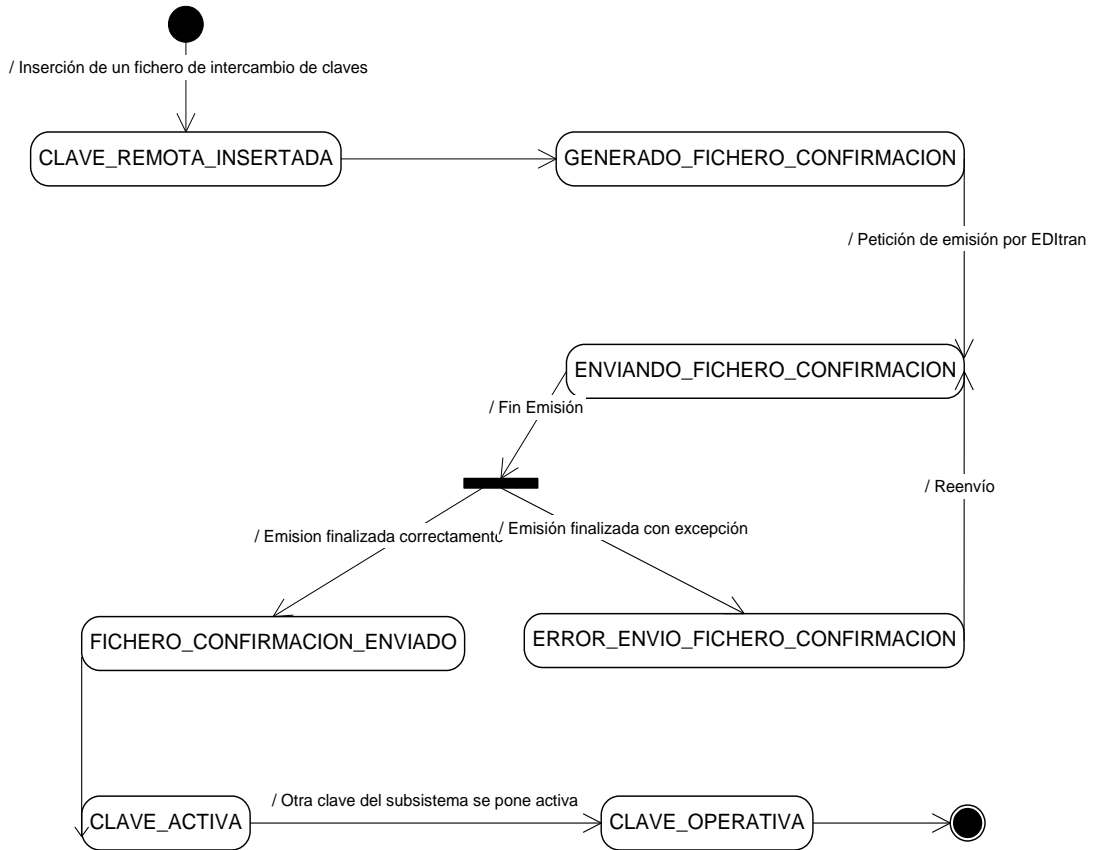 / Inserción de un fichero de intercambio de claves
CLAVE_REMOTA_INSERTADA
GENERADO_FICHERO_CONFIRMACION
/ Petición de emisión por EDItran
ENVIANDO_FICHERO_CONFIRMACION
/ Fin Emisión
/ Reenvío
/ Emision finalizada correctamente
/ Emisión finalizada con excepción
FICHERO_CONFIRMACION_ENVIADO
ERROR_ENVIO_FICHERO_CONFIRMACION
/ Otra clave del subsistema se pone activa
CLAVE_ACTIVA
CLAVE_OPERATIVA